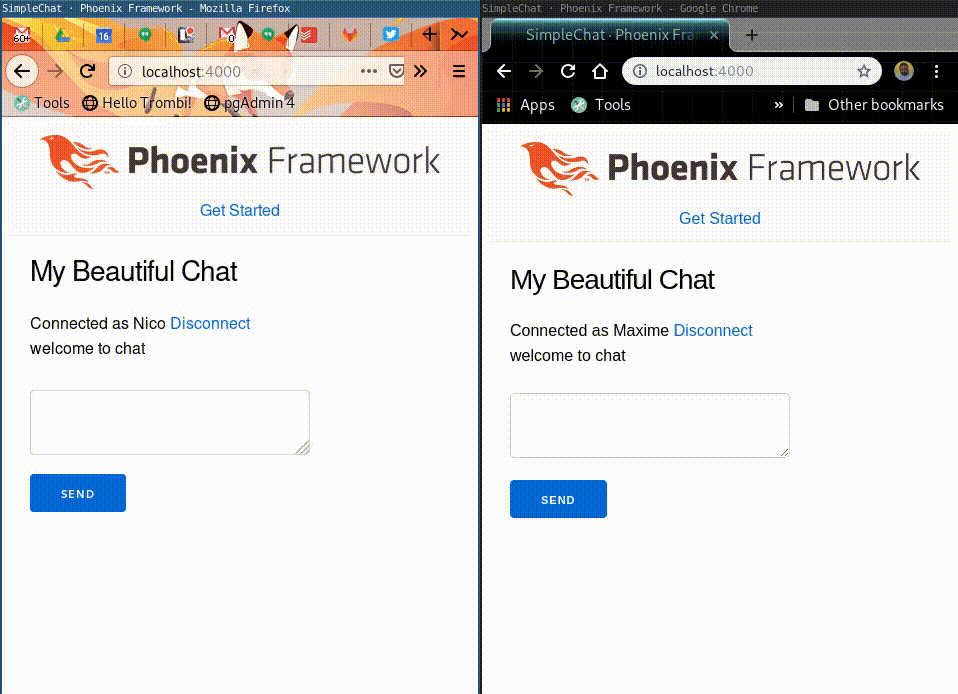 SimpleChat · Phoenix Framework - Mozilla Firefox
60+
16
0
localhost:4000
Tools
Hello Trombi!
pgAdmin 4
Phoenix Framework
Get Started
My Beautiful Chat
Connected as Nico Disconnect
welcome to chat
SEND
SimpleChat · Phoenix Framework - Google Chrome
SimpleChat · Phoenix Fra
localhost:4000
Apps
Tools
Other bookmarks
Phoenix Framework
Get Started
My Beautiful Chat
Connected as Maxime Disconnect
welcome to chat
SEND